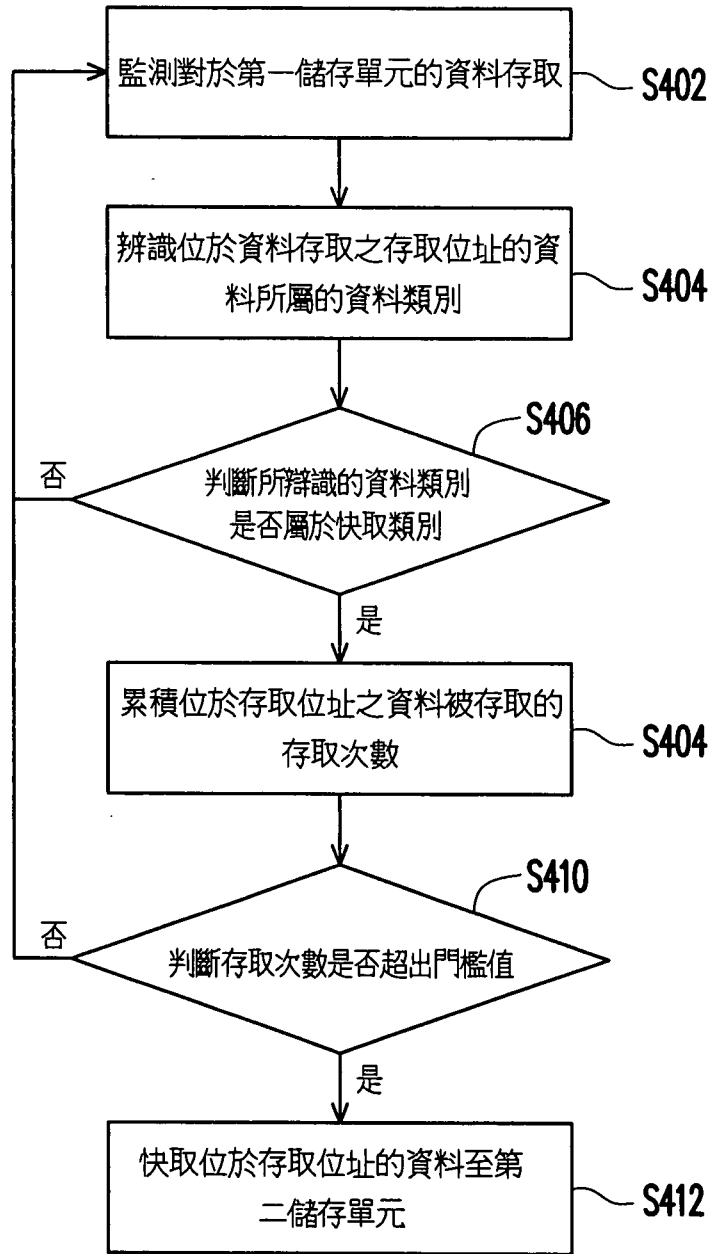 監測對於第一儲存單元的資料存取
S402
辨識位於資料存取之存取位址的資
料所屬的資料類別
S404
S406
判斷所辯識的資料類別
是否屬於快取類別
否
是
累積位於存取位址之資料被存取的
存取次數
S404
S410
判斷存取次數是否超出門檻值
否
是
快取位於存取位址的資料至第
二儲存單元
S412